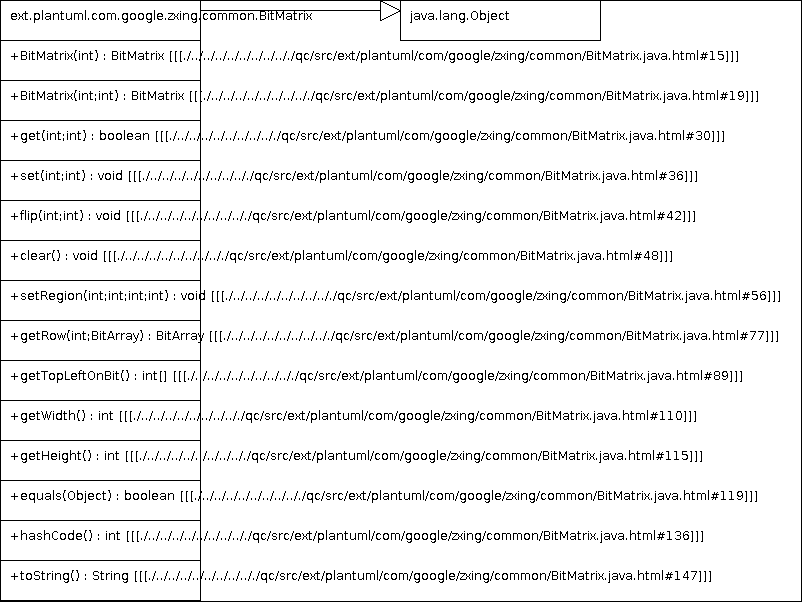 ext.plantuml.com.google.zxing.common.BitMatrix
java.lang.Object
+BitMatrix(int) : BitMatrix [[[./../../../../../../../../../qc/src/ext/plantuml/com/google/zxing/common/BitMatrix.java.html#15]]]
+BitMatrix(int;int) : BitMatrix [[[./../../../../../../../../../qc/src/ext/plantuml/com/google/zxing/common/BitMatrix.java.html#19]]]
+get(int;int) : boolean [[[./../../../../../../../../../qc/src/ext/plantuml/com/google/zxing/common/BitMatrix.java.html#30]]]
+set(int;int) : void [[[./../../../../../../../../../qc/src/ext/plantuml/com/google/zxing/common/BitMatrix.java.html#36]]]
+flip(int;int) : void [[[./../../../../../../../../../qc/src/ext/plantuml/com/google/zxing/common/BitMatrix.java.html#42]]]
+clear() : void [[[./../../../../../../../../../qc/src/ext/plantuml/com/google/zxing/common/BitMatrix.java.html#48]]]
+setRegion(int;int;int;int) : void [[[./../../../../../../../../../qc/src/ext/plantuml/com/google/zxing/common/BitMatrix.java.html#56]]]
+getRow(int;BitArray) : BitArray [[[./../../../../../../../../../qc/src/ext/plantuml/com/google/zxing/common/BitMatrix.java.html#77]]]
+getTopLeftOnBit() : int[] [[[./../../../../../../../../../qc/src/ext/plantuml/com/google/zxing/common/BitMatrix.java.html#89]]]
+getWidth() : int [[[./../../../../../../../../../qc/src/ext/plantuml/com/google/zxing/common/BitMatrix.java.html#110]]]
+getHeight() : int [[[./../../../../../../../../../qc/src/ext/plantuml/com/google/zxing/common/BitMatrix.java.html#115]]]
+equals(Object) : boolean [[[./../../../../../../../../../qc/src/ext/plantuml/com/google/zxing/common/BitMatrix.java.html#119]]]
+hashCode() : int [[[./../../../../../../../../../qc/src/ext/plantuml/com/google/zxing/common/BitMatrix.java.html#136]]]
+toString() : String [[[./../../../../../../../../../qc/src/ext/plantuml/com/google/zxing/common/BitMatrix.java.html#147]]]